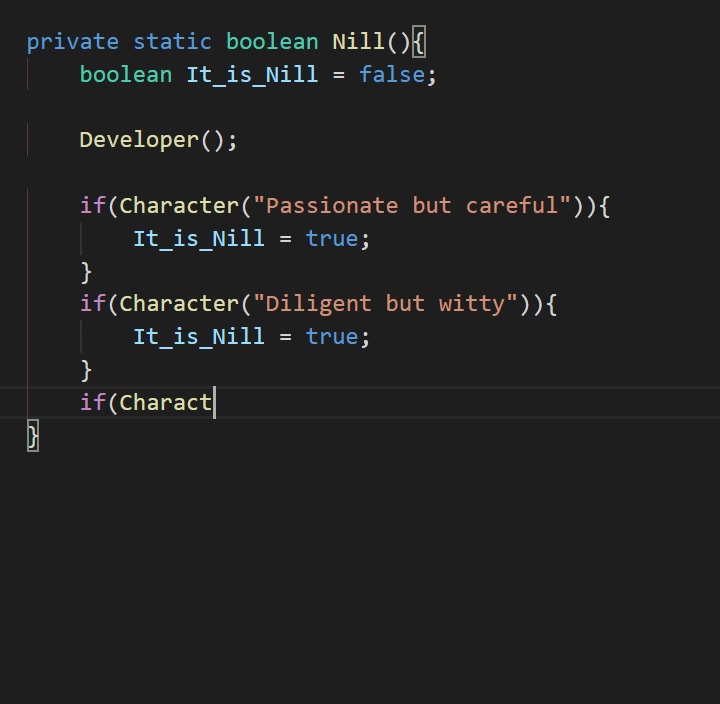 private static boolean Nill(){
    boolean It_is_Nill = false;
    Developer();
    if(Character("Passionate but careful")){
        It_is_Nill = true;
    }
    if(Character("Diligent but witty")){
        It_is_Nill = true;
    }
    if(Charact
}